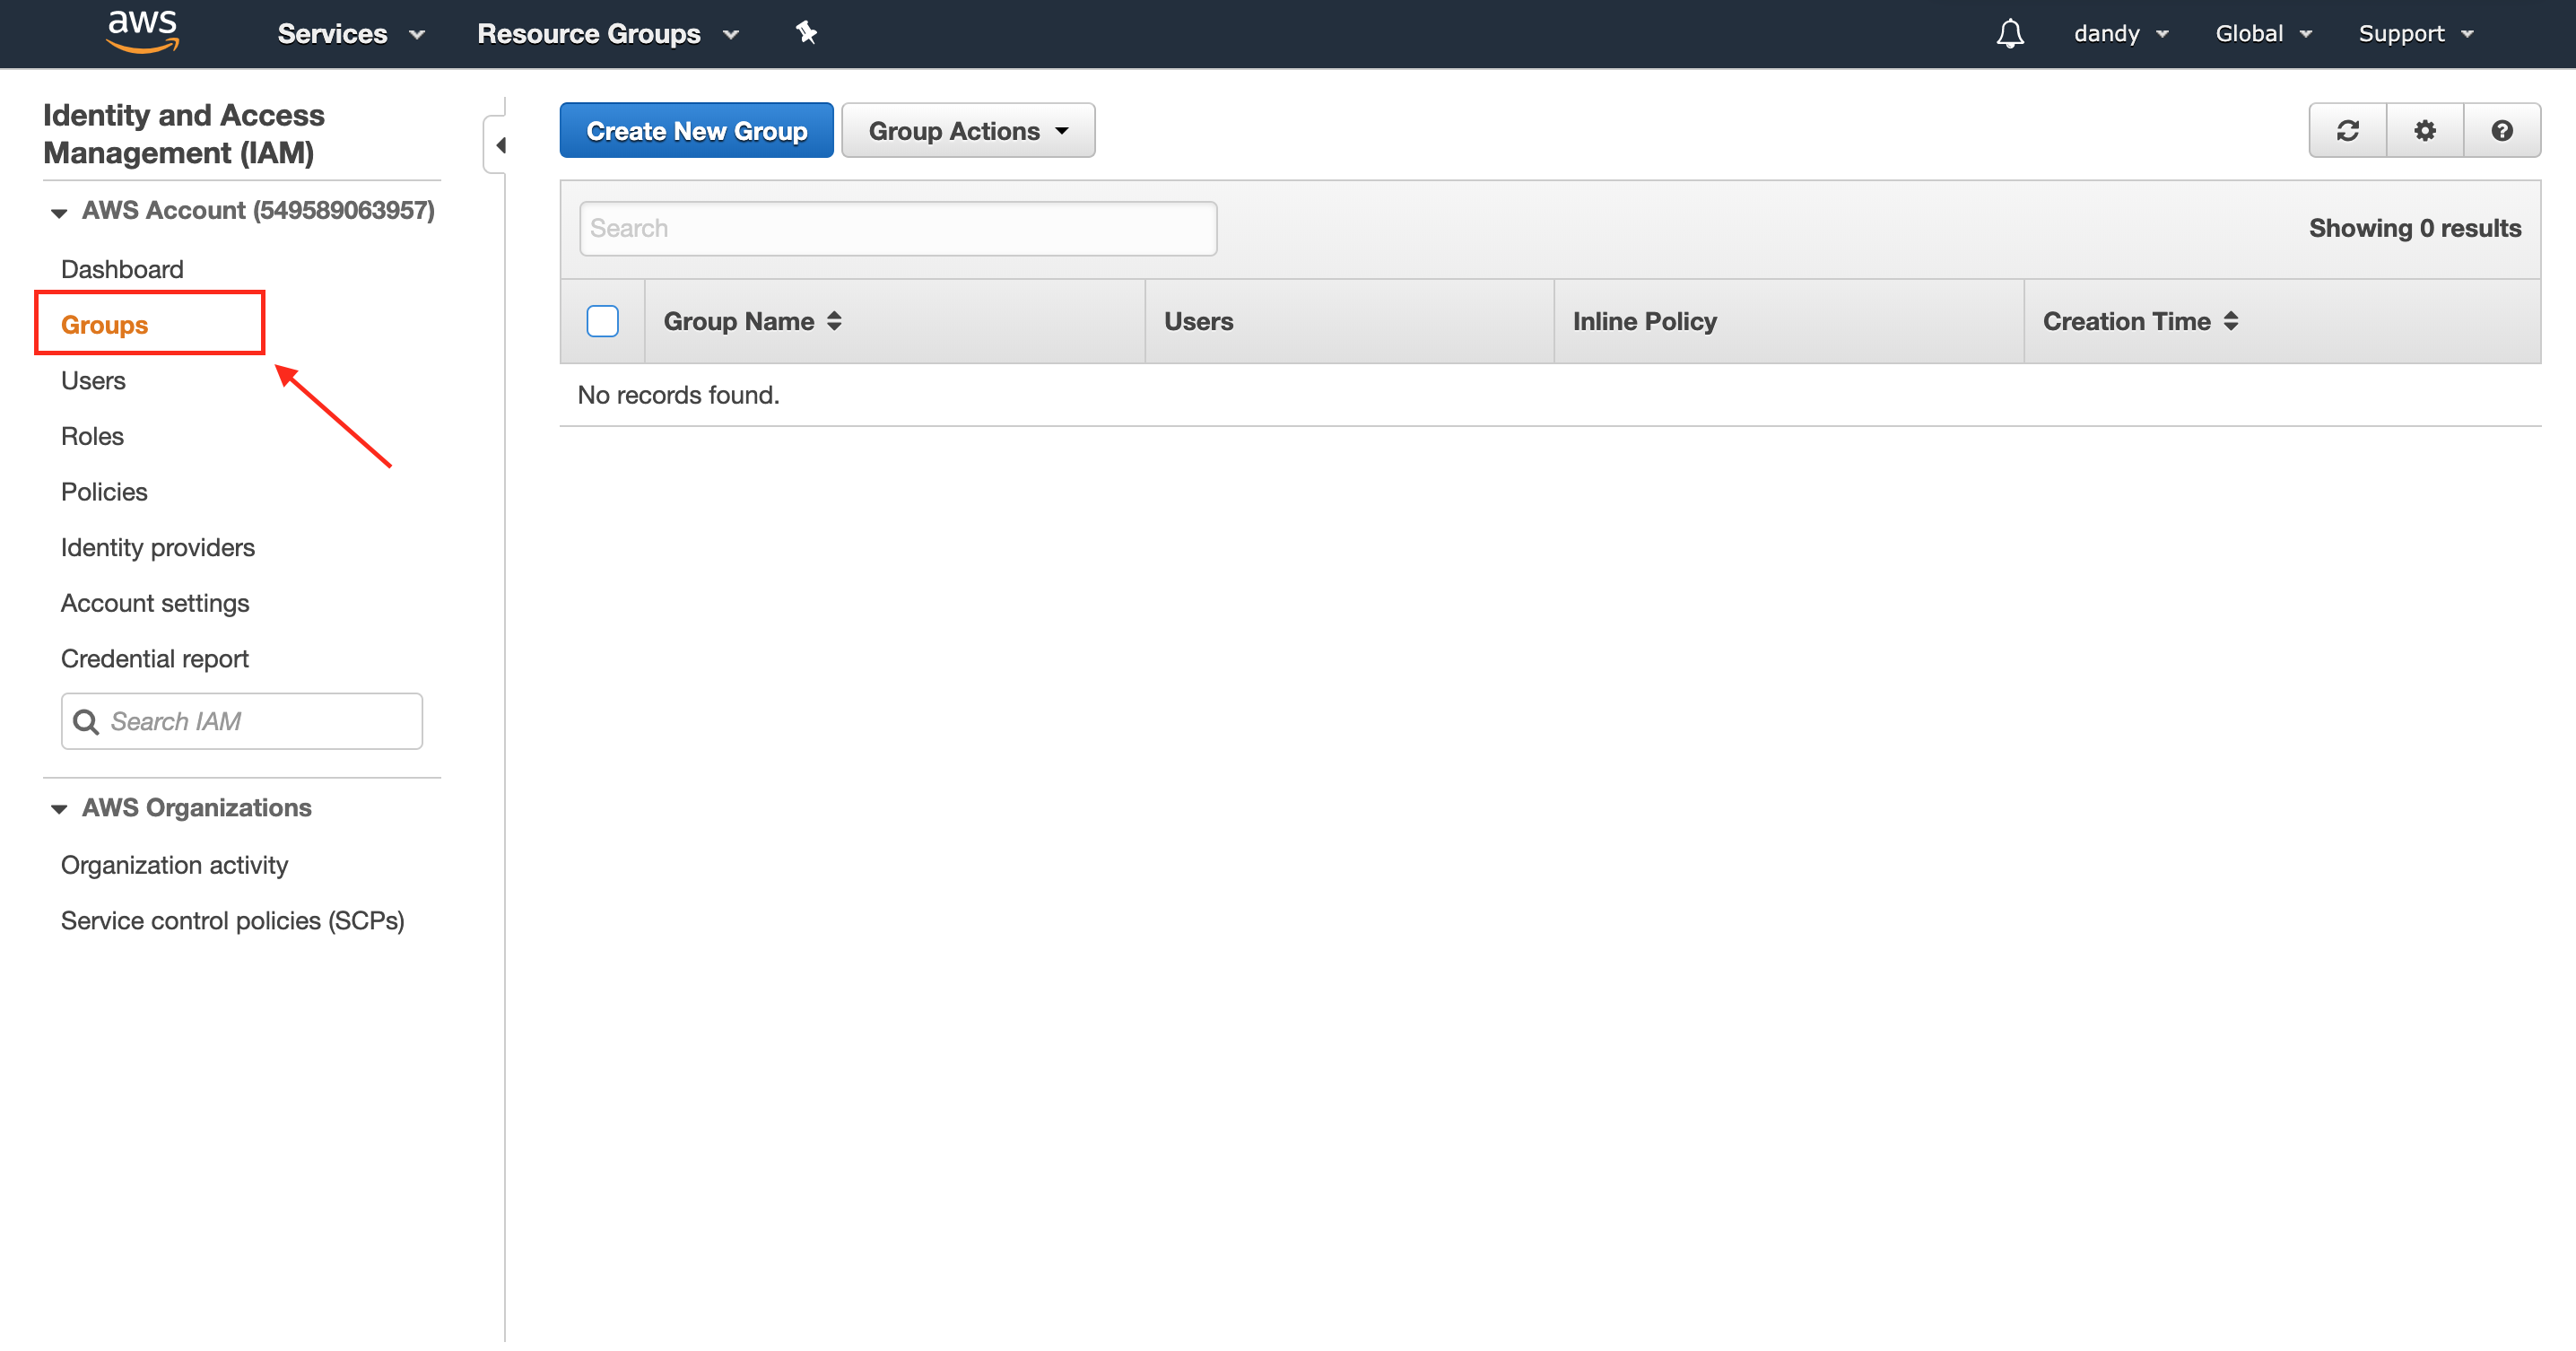 aws
Services
Resource Groups
dandy
Global
Support
Identity and Access
Management (IAM)
AWS Account (549589063957)
Dashboard
Groups
Users
Roles
Policies
Identity providers
Account settings
Credential report
Search IAM
AWS Organizations
Organization activity
Service control policies (SCPs)
Create New Group
Group Actions
Search
Showing 0 results
Group Name
Users
Inline Policy
Creation Time
No records found.